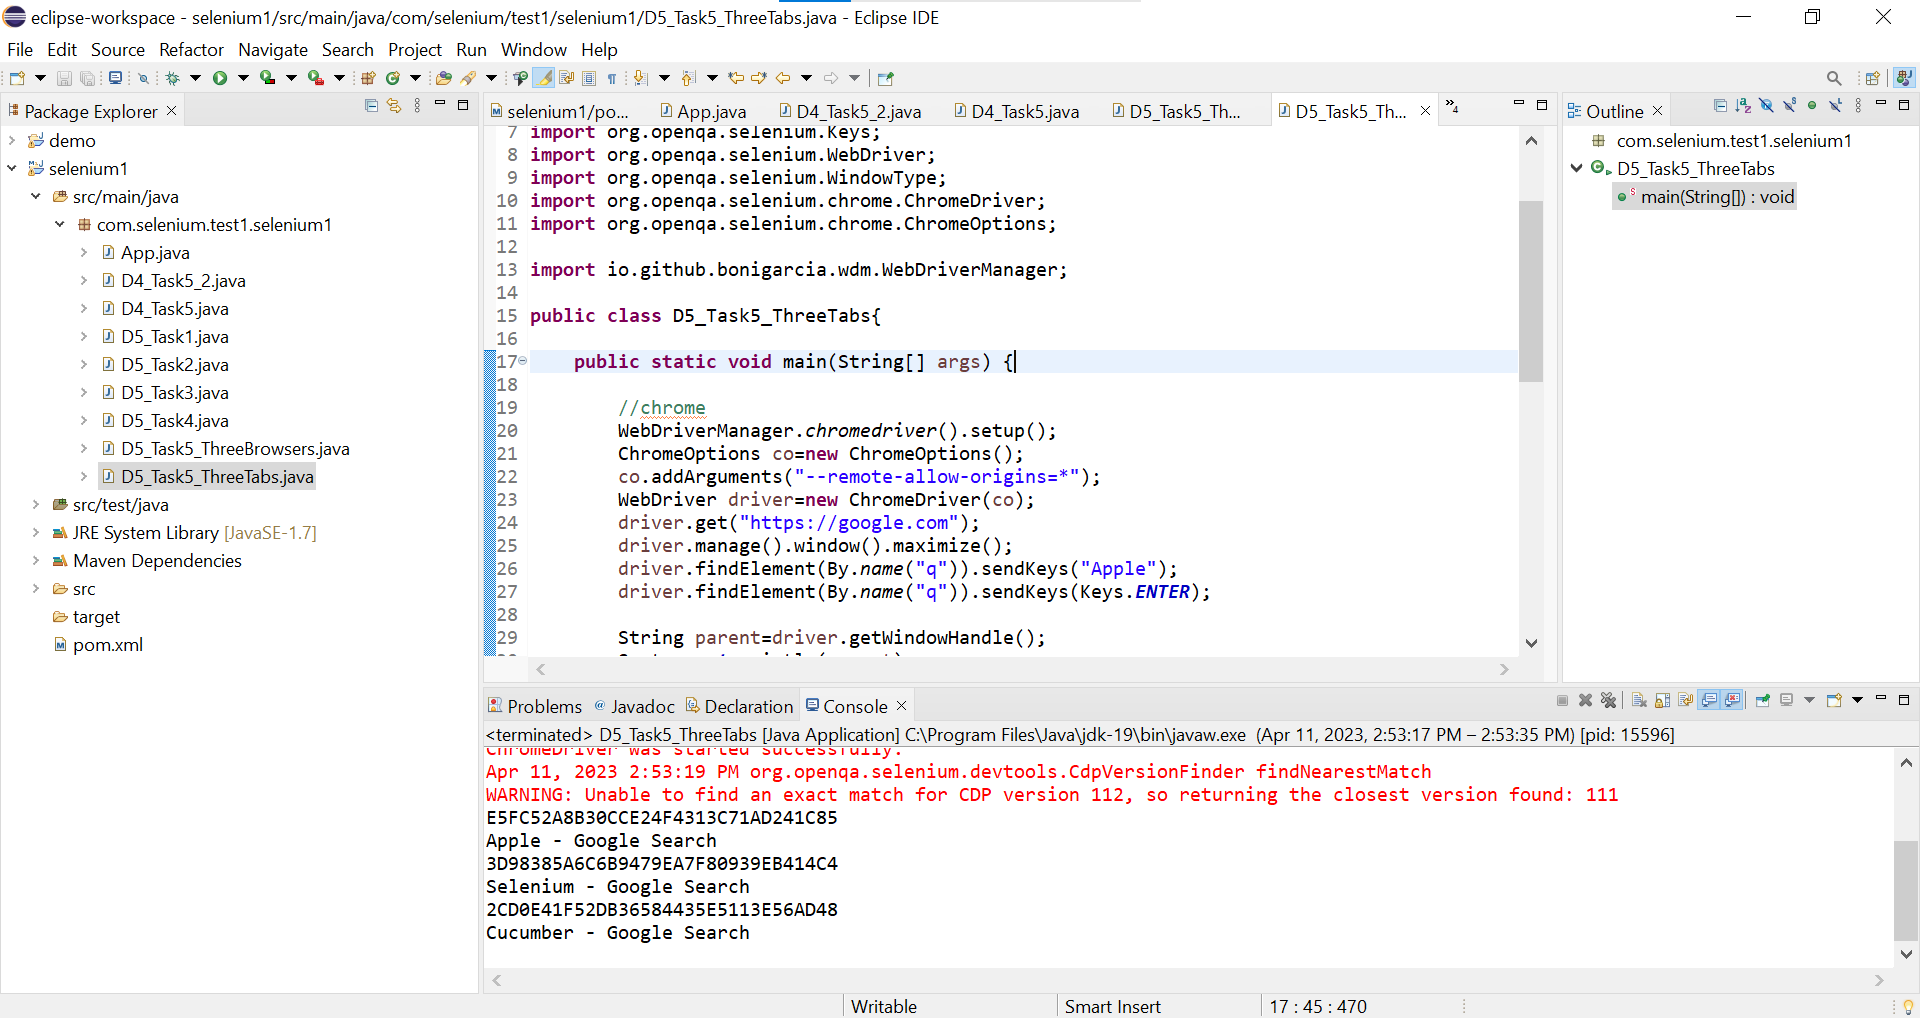 eclipse-workspace - selenium1/src/main/java/com/selenium/test1/selenium1/D5_Task5_ThreeTabs.java - Eclipse IDE
File Edit Source Refactor Navigate Search Project Run Window Help
Package Explorer
demo
selenium1
src/main/java
com.selenium.test1.selenium1
App.java
D4_Task5_2.java
D4_Task5.java
D5_Task1.java
D5_Task2.java
D5_Task3.java
D5_Task4.java
D5_Task5_ThreeBrowsers.java
D5_Task5_ThreeTabs.java
src/test/java
JRE System Library [JavaSE-1.7]
Maven Dependencies
src
target
pom.xml
selenium1/po... App.java D4_Task5_2.java D4_Task5.java D5_Task5_Th... D5_Task5_Th... »4
7 import org.openqa.selenium.Keys;
8 import org.openqa.selenium.WebDriver;
9 import org.openqa.selenium.WindowType;
10 import org.openqa.selenium.chrome.ChromeDriver;
11 import org.openqa.selenium.chrome.ChromeOptions;
12
13 import io.github.bonigarcia.wdm.WebDriverManager;
14
15 public class D5_Task5_ThreeTabs{
16
17 public static void main(String[] args) {
18
19 //chrome
20 WebDriverManager.chromedriver().setup();
21 ChromeOptions co=new ChromeOptions();
22 co.addArguments("--remote-allow-origins=*");
23 WebDriver driver=new ChromeDriver(co);
24 driver.get("https://google.com");
25 driver.manage().window().maximize();
26 driver.findElement(By.name("q")).sendKeys("Apple");
27 driver.findElement(By.name("q")).sendKeys(Keys.ENTER);
28
29 String parent=driver.getWindowHandle();
Outline
com.selenium.test1.selenium1
D5_Task5_ThreeTabs
main(String[]) : void
Problems Javadoc Declaration Console
<terminated> D5_Task5_ThreeTabs [Java Application] C:\Program Files\Java\jdk-19\bin\javaw.exe (Apr 11, 2023, 2:53:17 PM – 2:53:35 PM) [pid: 15596]
ChromeDriver was started successfully.
Apr 11, 2023 2:53:19 PM org.openqa.selenium.devtools.CdpVersionFinder findNearestMatch
WARNING: Unable to find an exact match for CDP version 112, so returning the closest version found: 111
E5FC52A8B30CCE24F4313C71AD241C85
Apple - Google Search
3D98385A6C6B9479EA7F80939EB414C4
Selenium - Google Search
2CD0E41F52DB36584435E5113E56AD48
Cucumber - Google Search
Writable Smart Insert 17 : 45 : 470